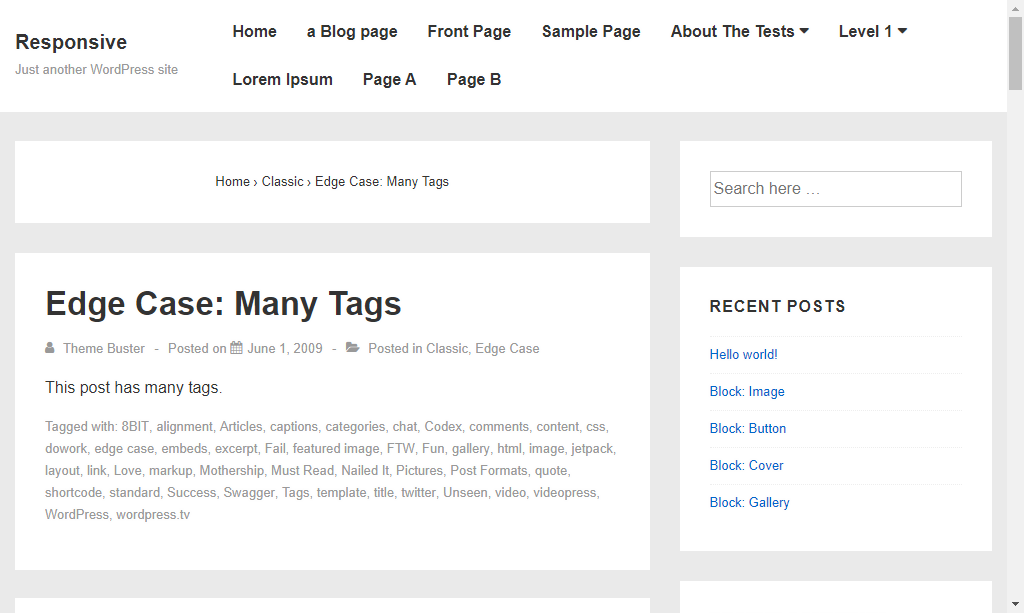 Responsive
Just another WordPress site
Home a Blog page Front Page Sample Page About The Tests Level 1
Lorem Ipsum Page A Page B
Home › Classic › Edge Case: Many Tags
Edge Case: Many Tags
Theme Buster - Posted on June 1, 2009 - Posted in Classic, Edge Case
This post has many tags.
Tagged with: 8BIT, alignment, Articles, captions, categories, chat, Codex, comments, content, css,
dowork, edge case, embeds, excerpt, Fail, featured image, FTW, Fun, gallery, html, image, jetpack,
layout, link, Love, markup, Mothership, Must Read, Nailed It, Pictures, Post Formats, quote,
shortcode, standard, Success, Swagger, Tags, template, title, twitter, Unseen, video, videopress,
WordPress, wordpress.tv
Search here …
RECENT POSTS
Hello world!
Block: Image
Block: Button
Block: Cover
Block: Gallery